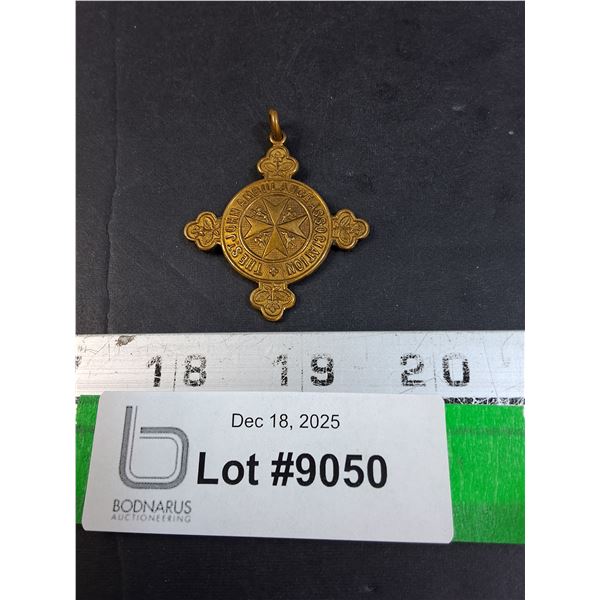 THE ST JOHN AMBULANCE ASSOCIATION
18 19 20
Dec 18, 2025
Lot #9050
b
BODNARUS
AUCTIONEERING